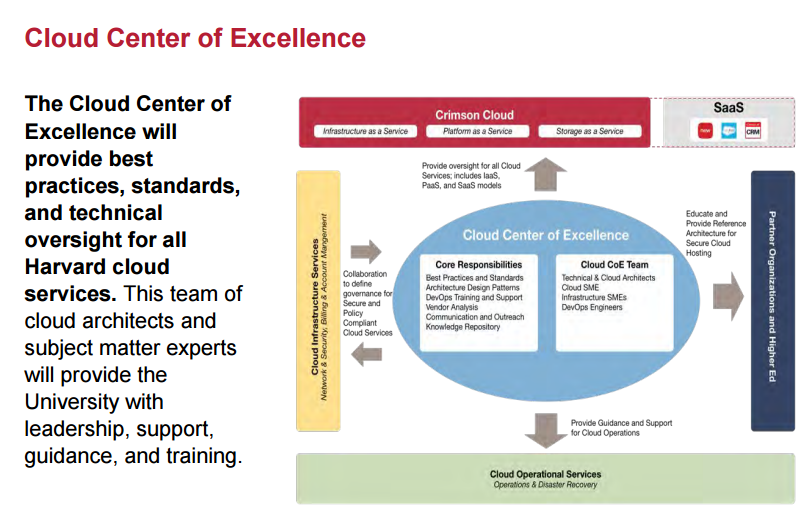 Cloud Center of Excellence
The Cloud Center of
Excellence will
provide best
practices, standards,
and technical
oversight for all
Harvard cloud
services. This team of
cloud architects and
subject matter experts
will provide the
University with
leadership, support,
guidance, and training.
Crimson Cloud
Infrastructure as a Service
Platform as a Service
Storage as a Service
SaaS
CRM
Provide oversight for all Cloud
Services; includes IaaS,
PaaS, and SaaS models
Cloud Infrastructure Services
Network & Security, Billing & Account Mangement
Collaboration
to define
governance for
Secure and
Policy
Compliant
Cloud Services
Cloud Center of Excellence
Core Responsibilities
Best Practices and Standards
Architecture Design Patterns
DevOps Training and Support
Vendor Analysis
Communication and Outreach
Knowledge Repository
Cloud CoE Team
Technical & Cloud Architects
Cloud SME
Infrastructure SMEs
DevOps Engineers
Educate and
Provide Reference
Architecture for
Secure Cloud
Hosting
Partner Organizations and Higher Ed
Provide Guidance and Support
for Cloud Operations
Cloud Operational Services
Operations & Disaster Recovery